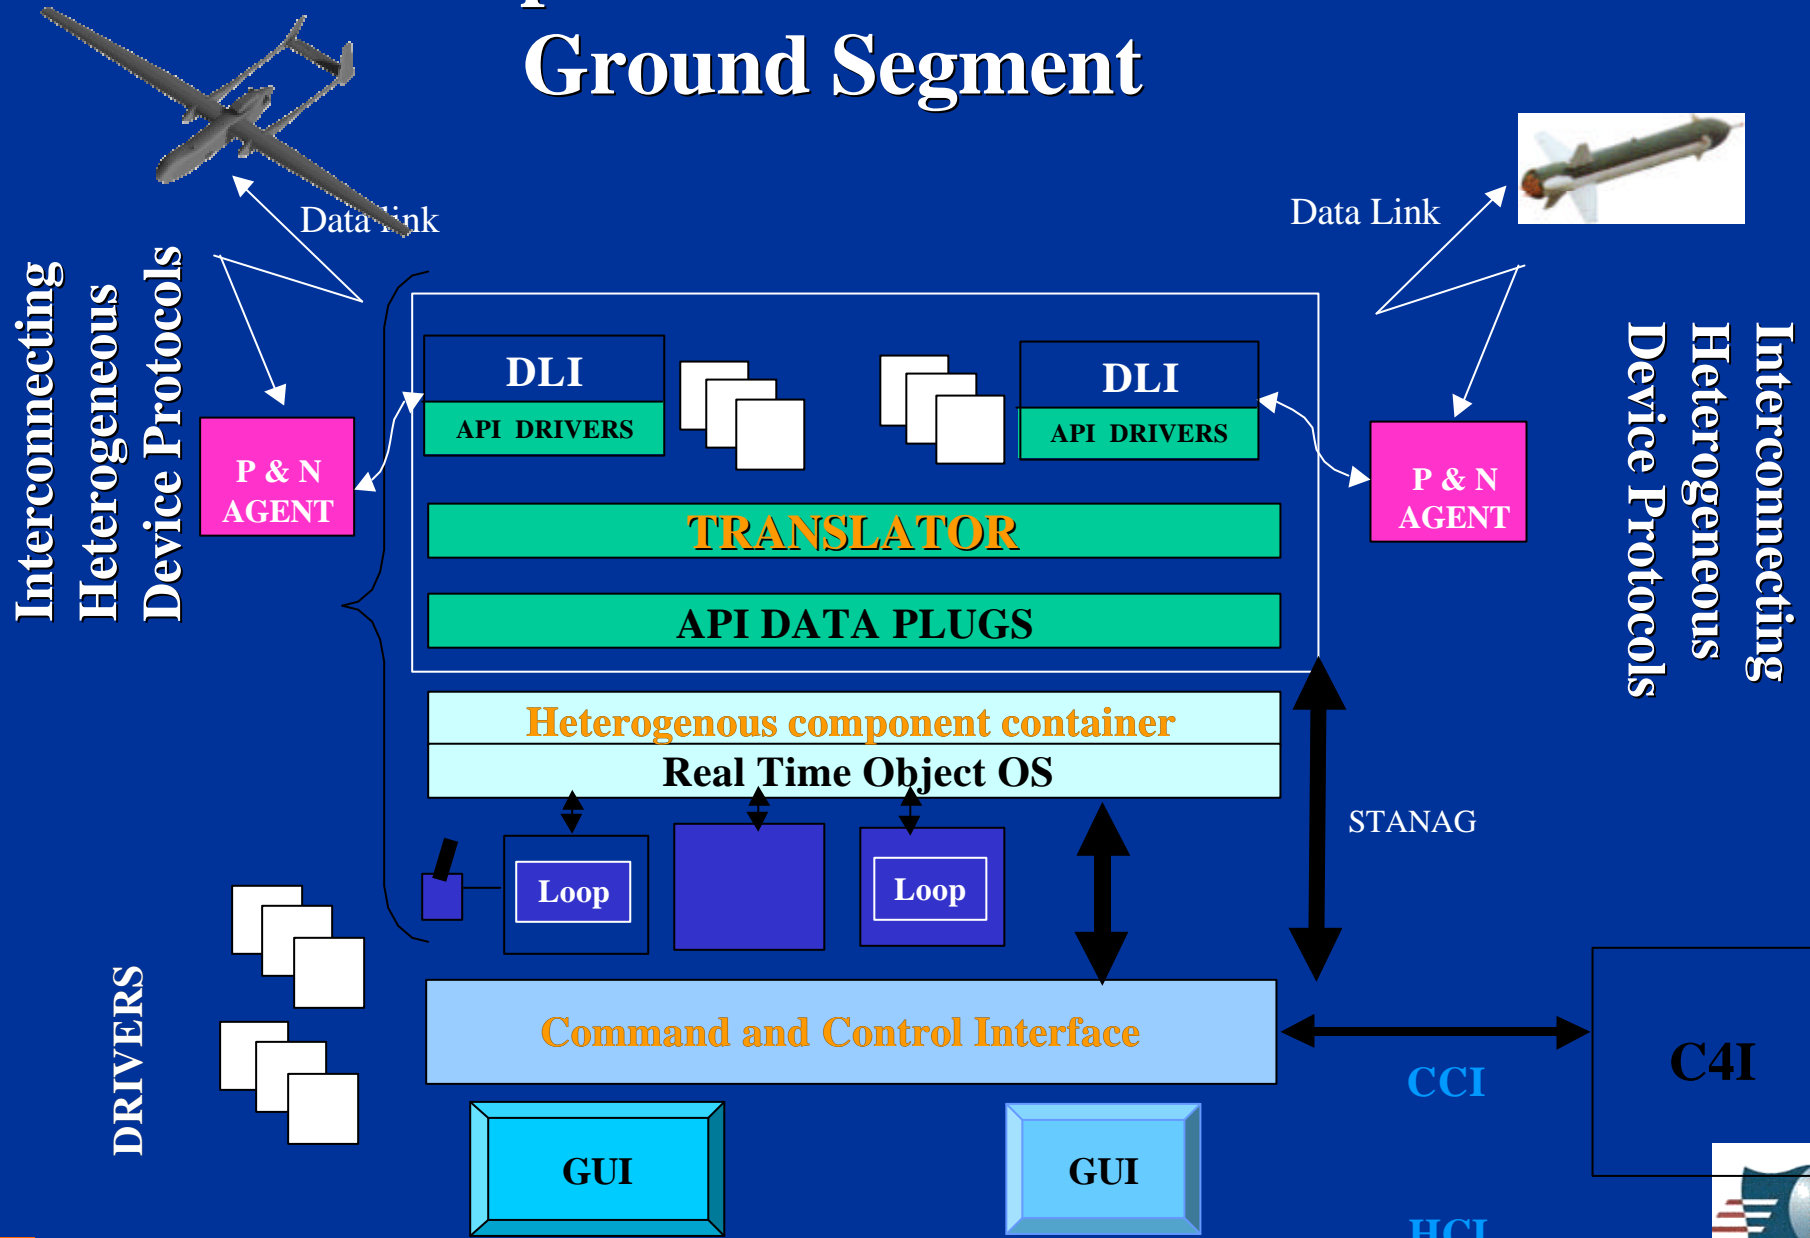 Ground Segment
Data link
Data Link
Interconnecting
Heterogeneous
Device Protocols
Interconnecting
Heterogeneous
Device Protocols
DLI
API DRIVERS
DLI
API DRIVERS
P & N
AGENT
P & N
AGENT
TRANSLATOR
API DATA PLUGS
Heterogenous component container
Real Time Object OS
STANAG
Loop
Loop
DRIVERS
Command and Control Interface
C4I
CCI
GUI
GUI
HCI